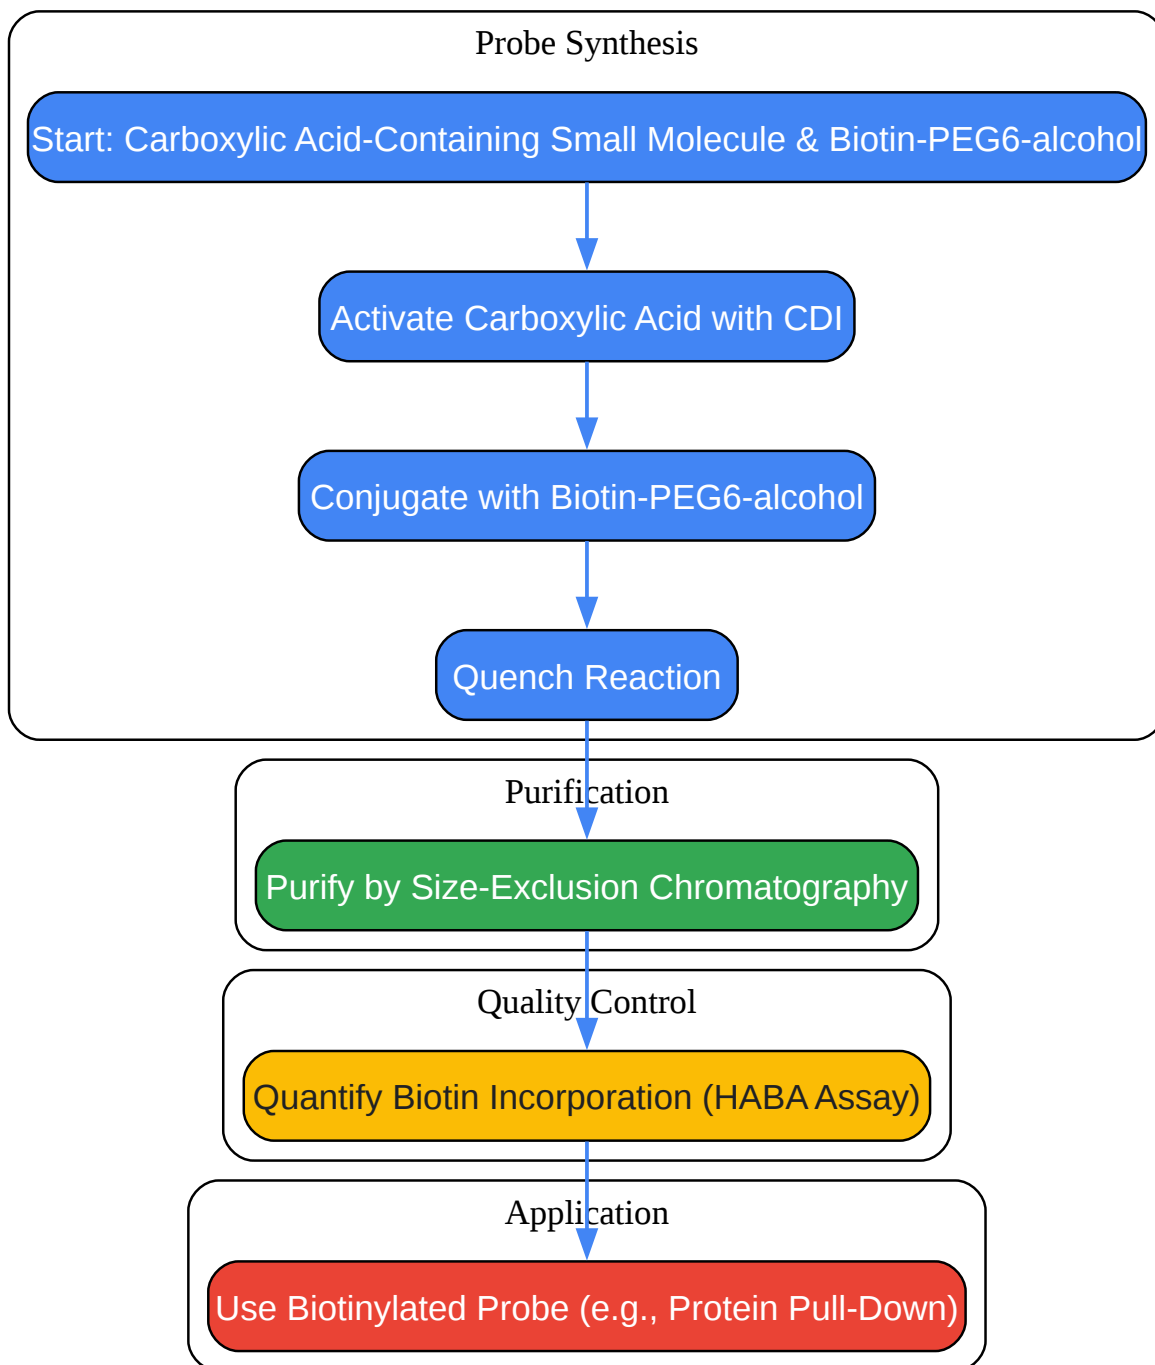 Probe Synthesis
Start: Carboxylic Acid-Containing Small Molecule & Biotin-PEG6-alcohol
Activate Carboxylic Acid with CDI
Conjugate with Biotin-PEG6-alcohol
Quench Reaction
Purification
Purify by Size-Exclusion Chromatography
Quality Control
Quantify Biotin Incorporation (HABA Assay)
Application
Use Biotinylated Probe (e.g., Protein Pull-Down)